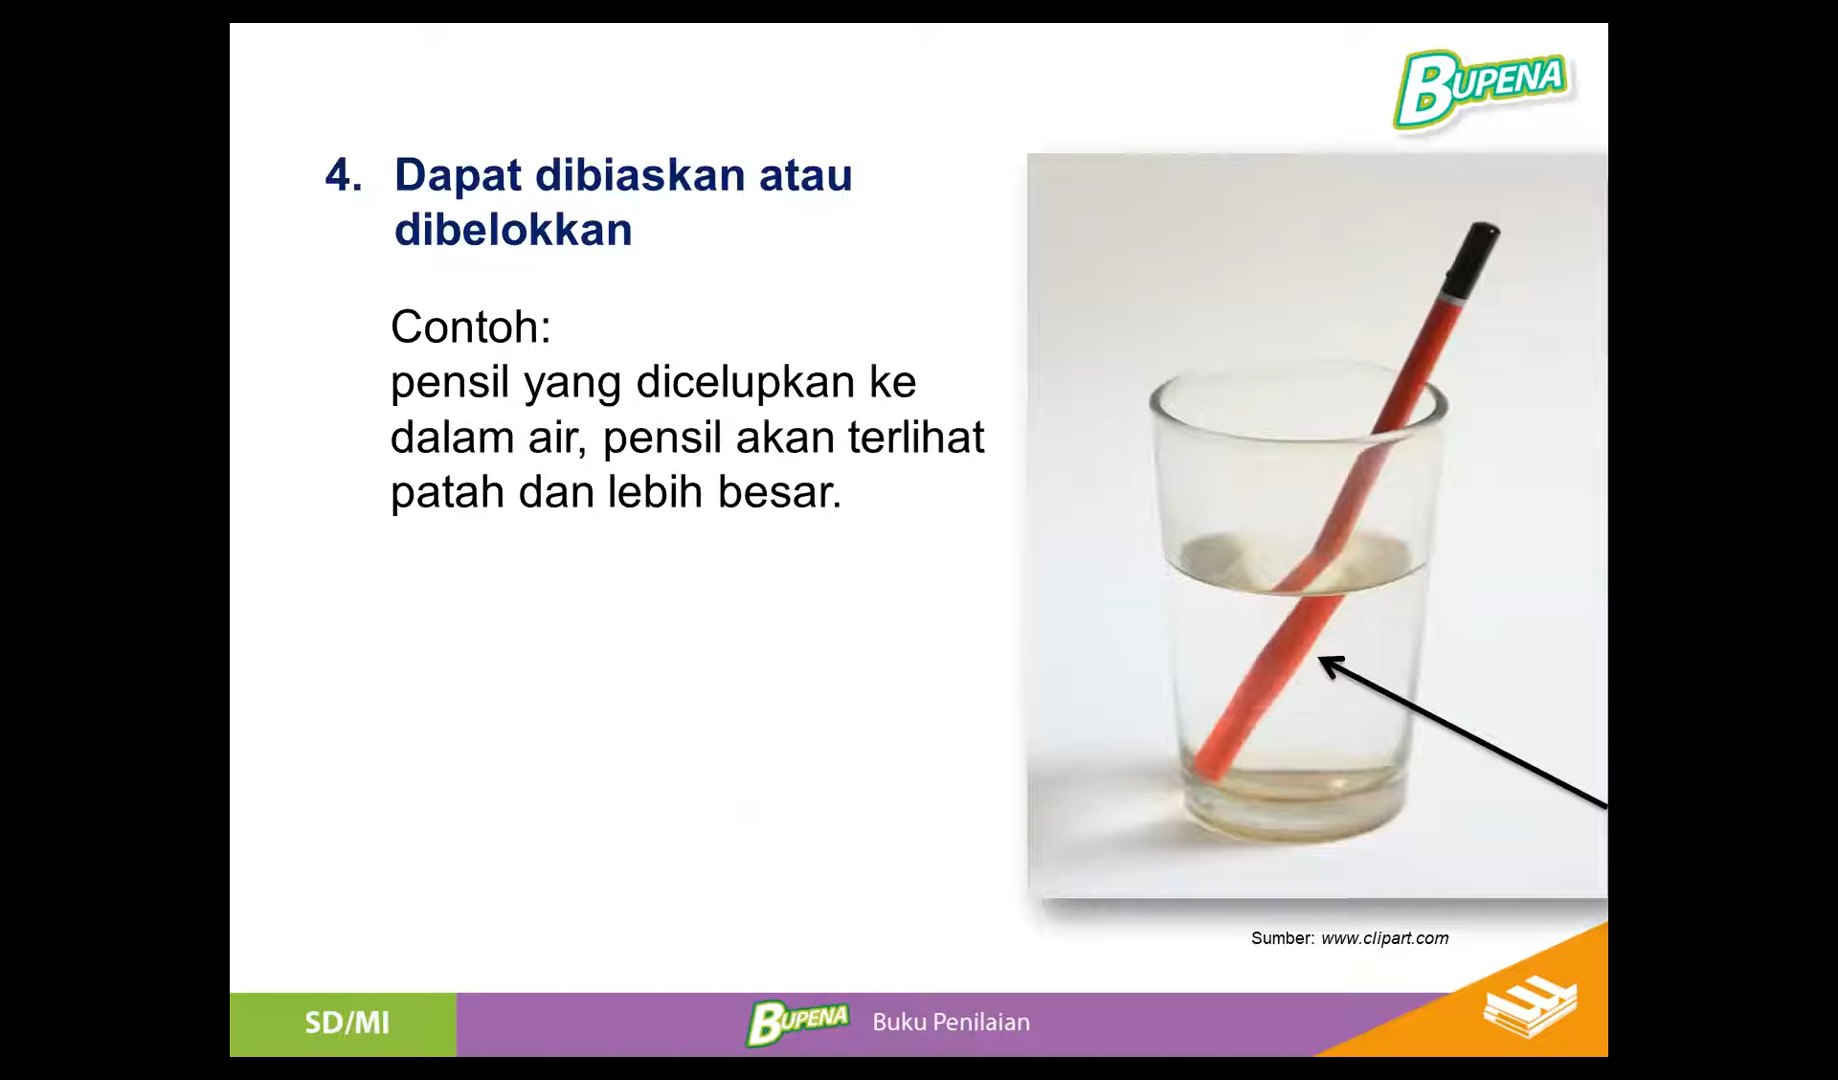 BUPENA
4. Dapat dibiaskan atau
dibelokkan
Contoh:
pensil yang dicelupkan ke
dalam air, pensil akan terlihat
patah dan lebih besar.
Sumber: www.clipart.com
SD/MI
BUPENA Buku Penilaian